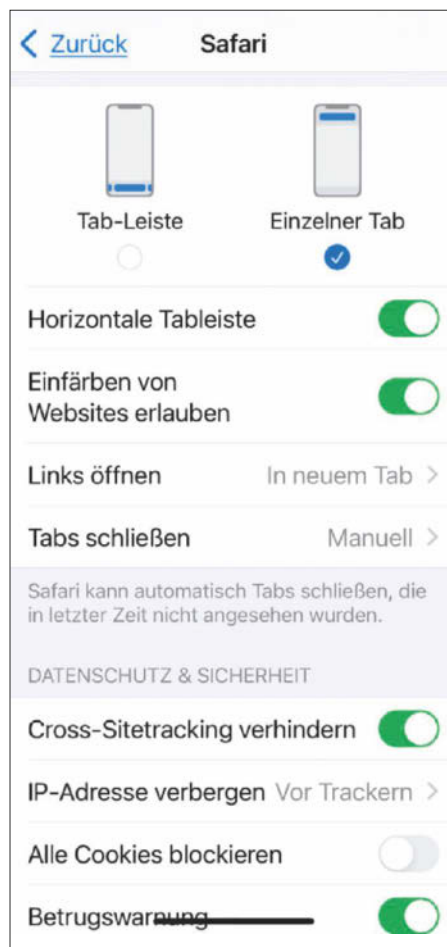 Zurück Safari
Tab-Leiste Einzelner Tab
Horizontale Tableiste
Einfärben von
Websites erlauben
Links öffnen In neuem Tab
Tabs schließen Manuell
Safari kann automatisch Tabs schließen, die
in letzter Zeit nicht angesehen wurden.
DATENSCHUTZ & SICHERHEIT
Cross-Sitetracking verhindern
IP-Adresse verbergen Vor Trackern
Alle Cookies blockieren
Betrugswarnung